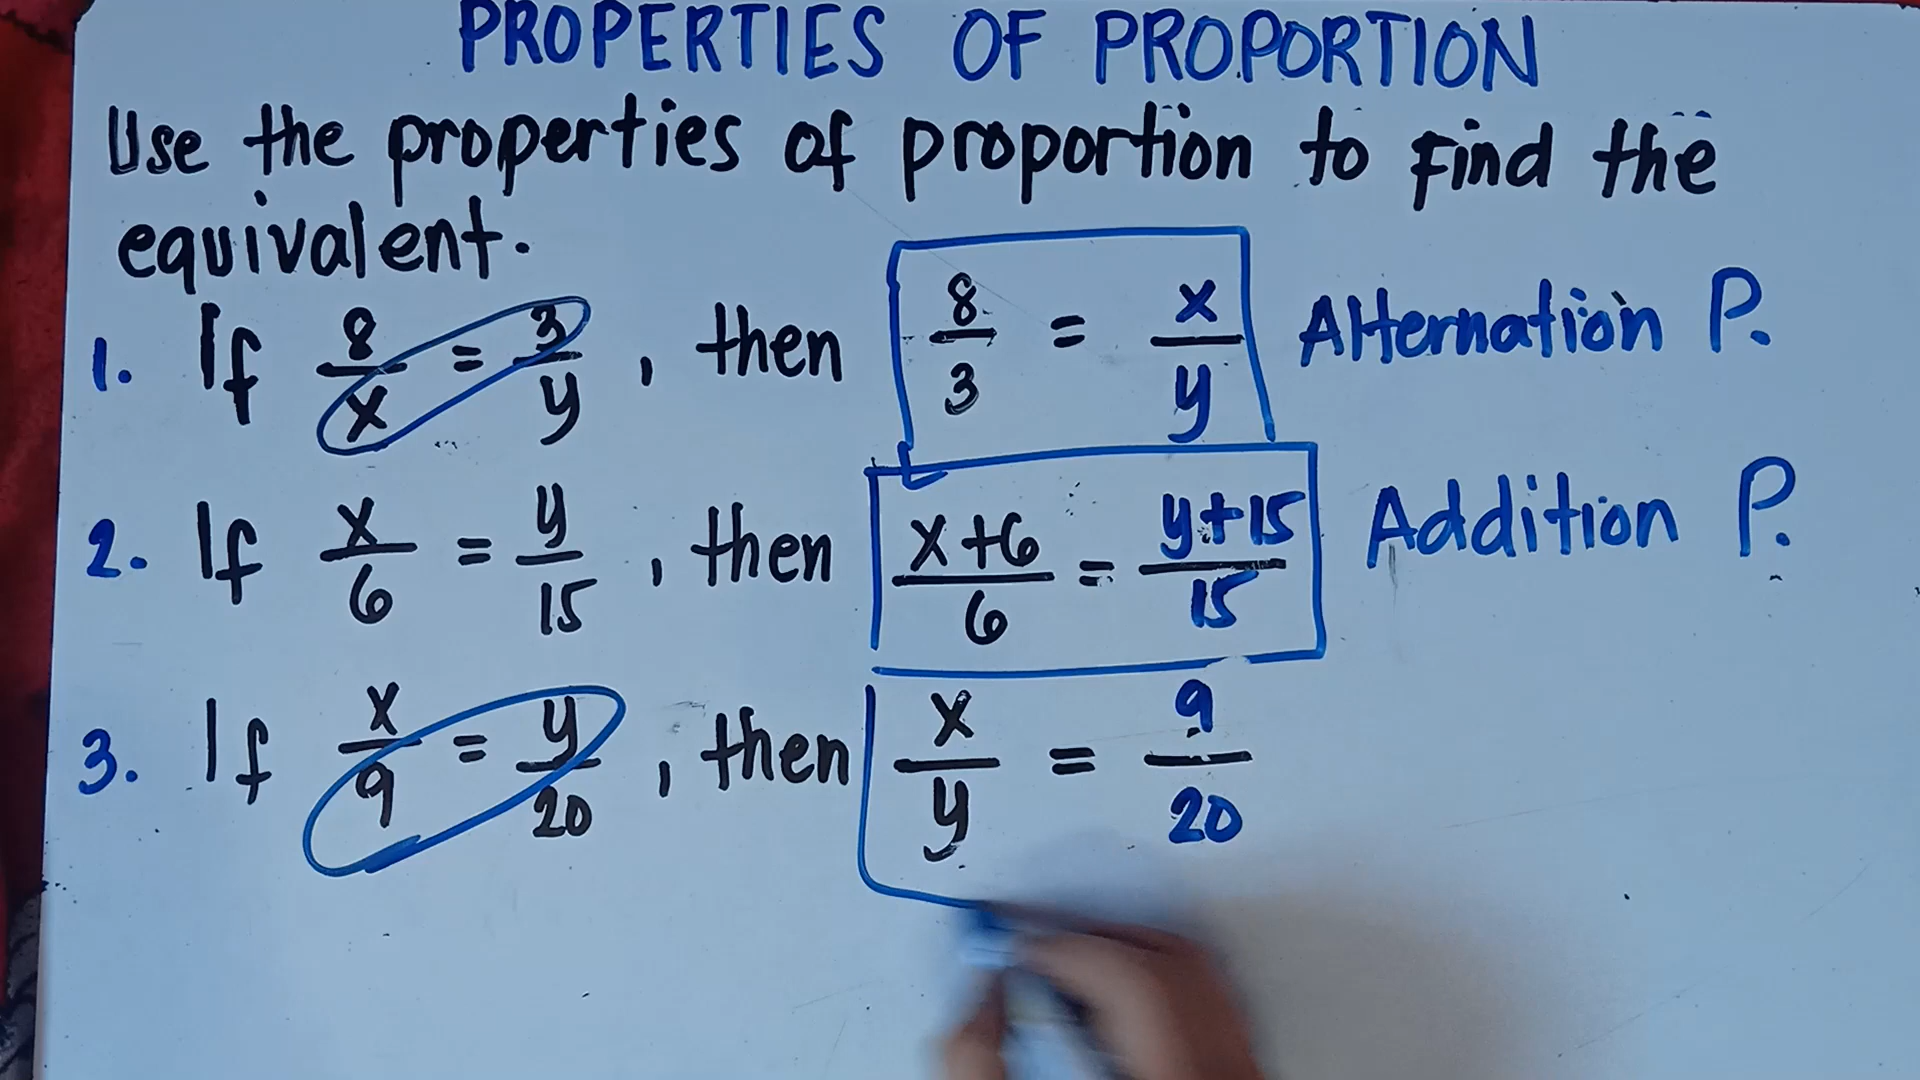 PROPERTIES OF PROPORTION
Use the properties of proportion to Find the
equivalent.
1. If 8/x = 3/y, then 8/3 = x/y Alternation P.
2. If x/6 = y/15, then x+6/6 = y+15/15 Addition P.
3. If x/9 = y/20, then x/y = 9/20